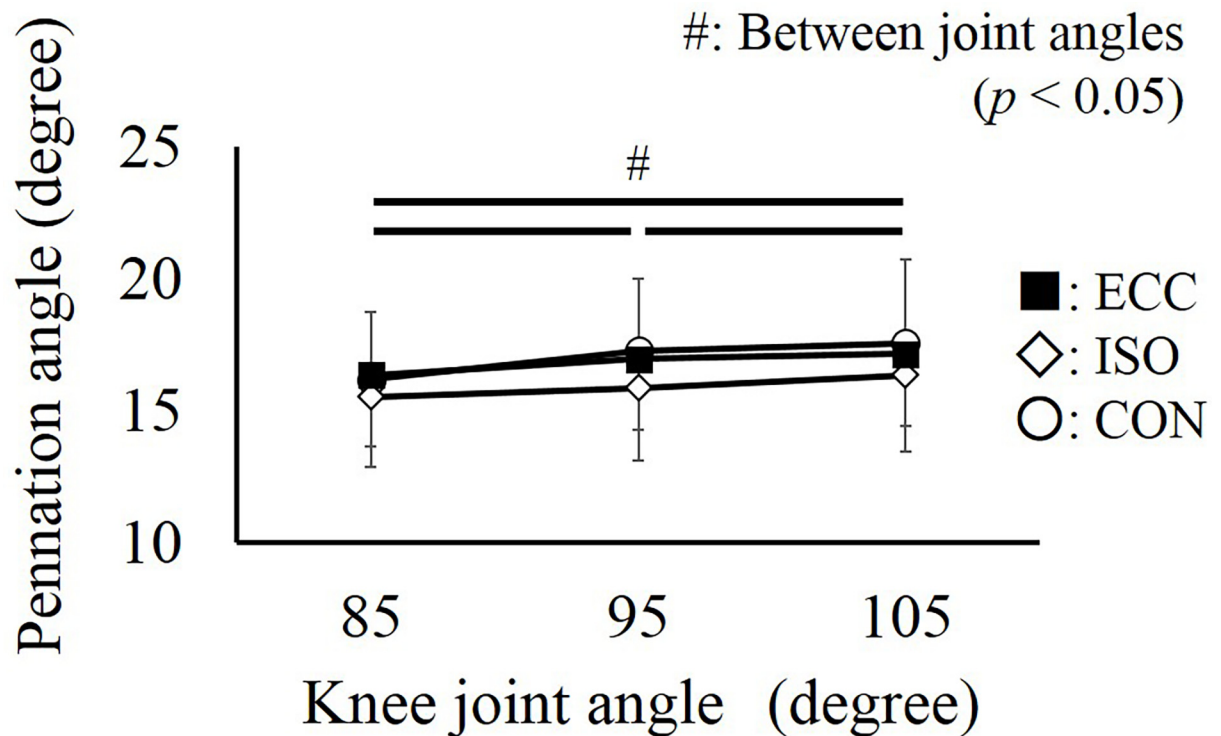 #: Between joint angles
(p < 0.05)
Pennation angle (degree)
25
20
15
10
#
: ECC
: ISO
: CON
85 95 105
Knee joint angle (degree)